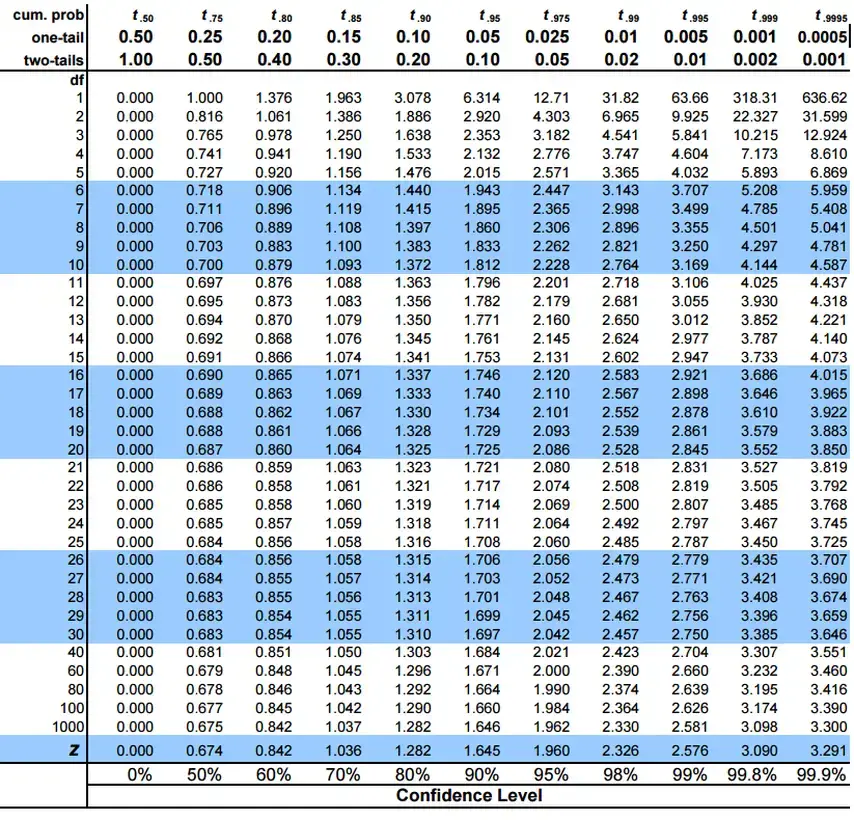 cum. prob t .50 t .75 t .80 t .85 t .90 t .95 t .975 t .99 t .995 t .999 t .9995
one-tail 0.50 0.25 0.20 0.15 0.10 0.05 0.025 0.01 0.005 0.001 0.0005
two-tails 1.00 0.50 0.40 0.30 0.20 0.10 0.05 0.02 0.01 0.002 0.001
df
1 0.000 1.000 1.376 1.963 3.078 6.314 12.71 31.82 63.66 318.31 636.62
2 0.000 0.816 1.061 1.386 1.886 2.920 4.303 6.965 9.925 22.327 31.599
3 0.000 0.765 0.978 1.250 1.638 2.353 3.182 4.541 5.841 10.215 12.924
4 0.000 0.741 0.941 1.190 1.533 2.132 2.776 3.747 4.604 7.173 8.610
5 0.000 0.727 0.920 1.156 1.476 2.015 2.571 3.365 4.032 5.893 6.869
6 0.000 0.718 0.906 1.134 1.440 1.943 2.447 3.143 3.707 5.208 5.959
7 0.000 0.711 0.896 1.119 1.415 1.895 2.365 2.998 3.499 4.785 5.408
8 0.000 0.706 0.889 1.108 1.397 1.860 2.306 2.896 3.355 4.501 5.041
9 0.000 0.703 0.883 1.100 1.383 1.833 2.262 2.821 3.250 4.297 4.781
10 0.000 0.700 0.879 1.093 1.372 1.812 2.228 2.764 3.169 4.144 4.587
11 0.000 0.697 0.876 1.088 1.363 1.796 2.201 2.718 3.106 4.025 4.437
12 0.000 0.695 0.873 1.083 1.356 1.782 2.179 2.681 3.055 3.930 4.318
13 0.000 0.694 0.870 1.079 1.350 1.771 2.160 2.650 3.012 3.852 4.221
14 0.000 0.692 0.868 1.076 1.345 1.761 2.145 2.624 2.977 3.787 4.140
15 0.000 0.691 0.866 1.074 1.341 1.753 2.131 2.602 2.947 3.733 4.073
16 0.000 0.690 0.865 1.071 1.337 1.746 2.120 2.583 2.921 3.686 4.015
17 0.000 0.689 0.863 1.069 1.333 1.740 2.110 2.567 2.898 3.646 3.965
18 0.000 0.688 0.862 1.067 1.330 1.734 2.101 2.552 2.878 3.610 3.922
19 0.000 0.688 0.861 1.066 1.328 1.729 2.093 2.539 2.861 3.579 3.883
20 0.000 0.687 0.860 1.064 1.325 1.725 2.086 2.528 2.845 3.552 3.850
21 0.000 0.686 0.859 1.063 1.323 1.721 2.080 2.518 2.831 3.527 3.819
22 0.000 0.686 0.858 1.061 1.321 1.717 2.074 2.508 2.819 3.505 3.792
23 0.000 0.685 0.858 1.060 1.319 1.714 2.069 2.500 2.807 3.485 3.768
24 0.000 0.685 0.857 1.059 1.318 1.711 2.064 2.492 2.797 3.467 3.745
25 0.000 0.684 0.856 1.058 1.316 1.708 2.060 2.485 2.787 3.450 3.725
26 0.000 0.684 0.856 1.058 1.315 1.706 2.056 2.479 2.779 3.435 3.707
27 0.000 0.684 0.855 1.057 1.314 1.703 2.052 2.473 2.771 3.421 3.690
28 0.000 0.683 0.855 1.056 1.313 1.701 2.048 2.467 2.763 3.408 3.674
29 0.000 0.683 0.854 1.055 1.311 1.699 2.045 2.462 2.756 3.396 3.659
30 0.000 0.683 0.854 1.055 1.310 1.697 2.042 2.457 2.750 3.385 3.646
40 0.000 0.681 0.851 1.050 1.303 1.684 2.021 2.423 2.704 3.307 3.551
60 0.000 0.679 0.848 1.045 1.296 1.671 2.000 2.390 2.660 3.232 3.460
80 0.000 0.678 0.846 1.043 1.292 1.664 1.990 2.374 2.639 3.195 3.416
100 0.000 0.677 0.845 1.042 1.290 1.660 1.984 2.364 2.626 3.174 3.390
1000 0.000 0.675 0.842 1.037 1.282 1.646 1.962 2.330 2.581 3.098 3.300
Z 0.000 0.674 0.842 1.036 1.282 1.645 1.960 2.326 2.576 3.090 3.291
0% 50% 60% 70% 80% 90% 95% 98% 99% 99.8% 99.9%
Confidence Level